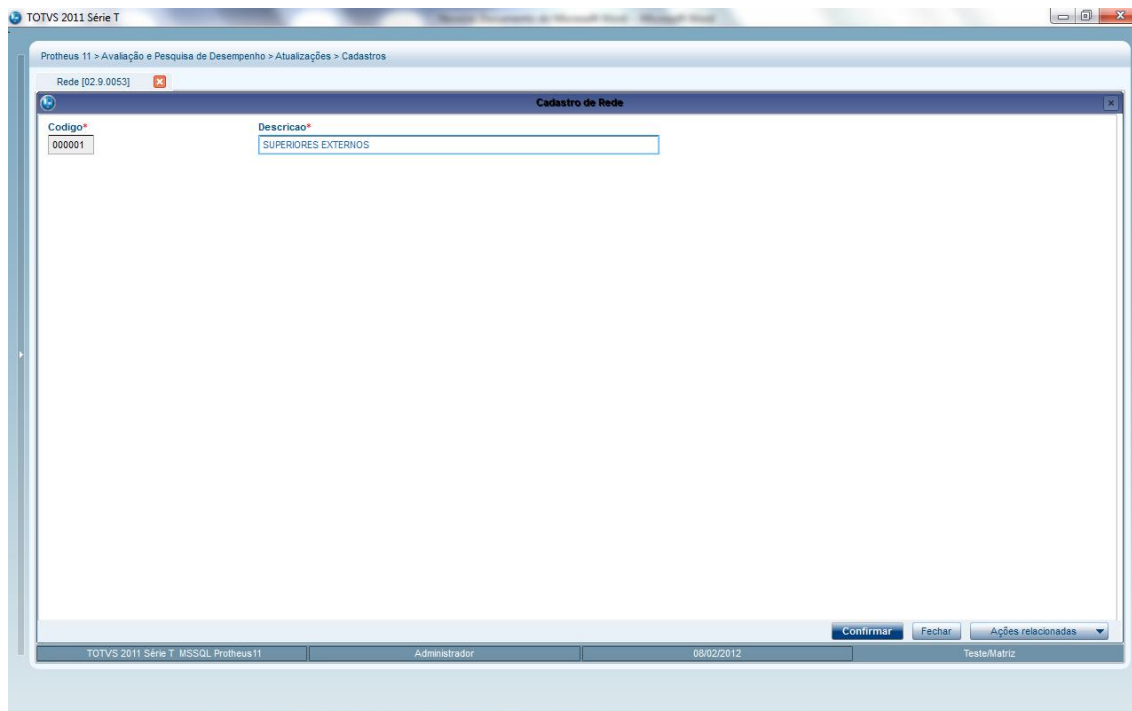 TOTVS 2011 Série T
Protheus 11 > Avaliação e Pesquisa de Desempenho > Atualizações > Cadastros
Rede [02.9.0053]
Cadastro de Rede
Codigo* Descricao*
000001 SUPERIORES EXTERNOS
Confirmar Fechar Ações relacionadas
TOTVS 2011 Série T MSSQL Protheus11 Administrador 08/02/2012 Teste/Matriz